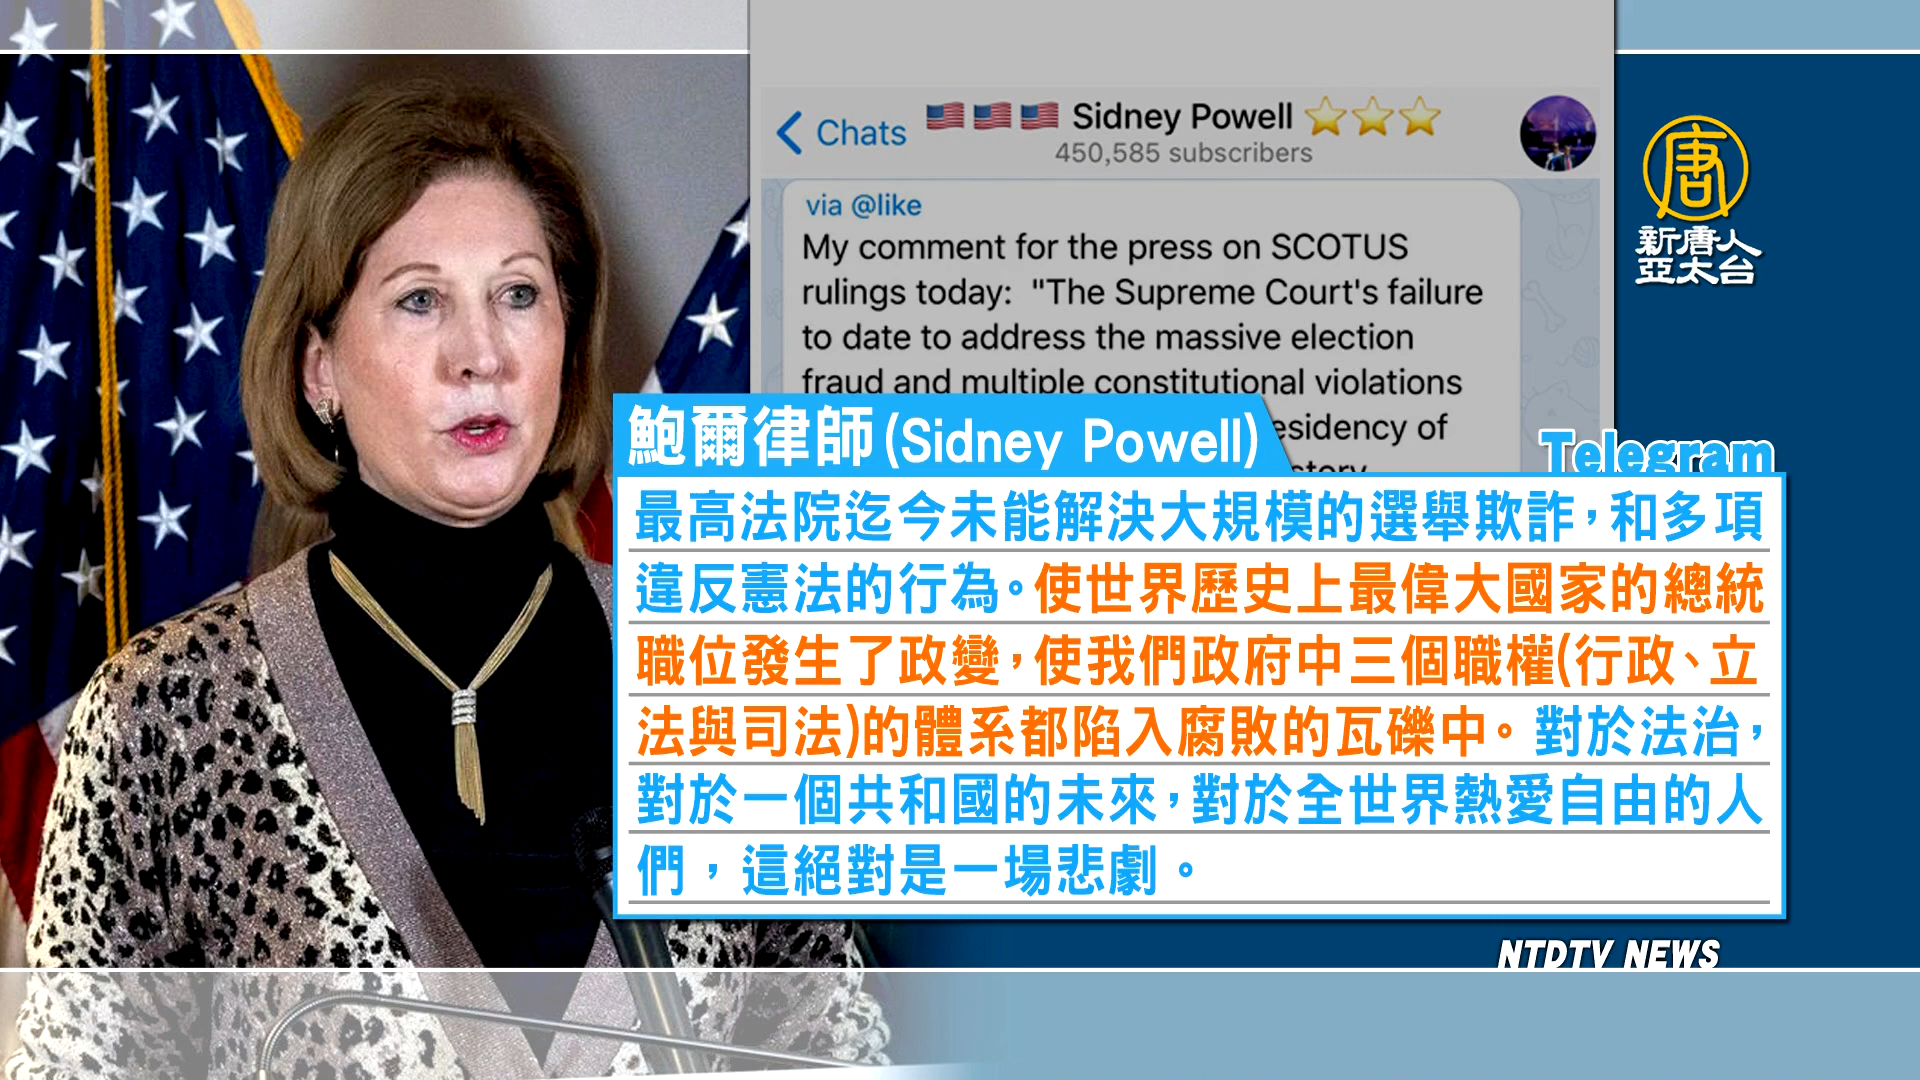 Chats
Sidney Powell
450,585 subscribers
via @like
My comment for the press on SCOTUS
rulings today: "The Supreme Court's failure
to date to address the massive election
fraud and multiple constitutional violations
esidency of
story
唐
新唐人
亞太台
Telegram
鮑爾律師(Sidney Powell)
最高法院迄今未能解決大規模的選舉欺詐，和多項
違反憲法的行為。使世界歷史上最偉大國家的總統
職位發生了政變，使我們政府中三個職權(行政、立
法與司法)的體系都陷入腐敗的瓦礫中。對於法治，
對於一個共和國的未來，對於全世界熱愛自由的人
們，這絕對是一場悲劇。
NTDTV NEWS